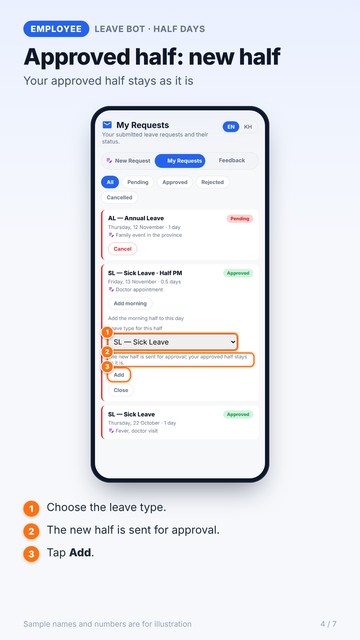 EMPLOYEE LEAVE BOT · HALF DAYS
Approved half: new half
Your approved half stays as it is
My Requests
EN KH
Your submitted leave requests and their
status.
New Request My Requests Feedback
All Pending Approved Rejected
Cancelled
AL — Annual Leave Pending
Thursday, 12 November · 1 day
Family event in the province
Cancel
SL — Sick Leave · Half PM Approved
Friday, 13 November · 0.5 days
Doctor appointment
Add morning
Add the morning half to this day
leave type for this half
1
SL — Sick Leave
2
new half is sent for approval; your approved half stays
it is.
3
Add
Close
SL — Sick Leave Approved
Thursday, 22 October · 1 day
Fever, doctor visit
1 Choose the leave type.
2 The new half is sent for approval.
3 Tap Add.
Sample names and numbers are for illustration 4 / 7